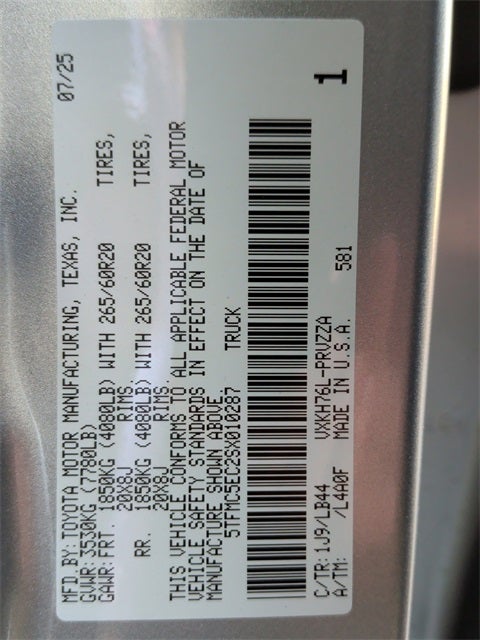 MFD.BY:TOYOTA MOTOR MANUFACTURING, TEXAS, INC. 07/25
GVWR:3530KG (7780LB)
GAWR:FRT. 1850KG (4080LB) WITH 265/60R20 TIRES,
20X8J RIMS.
RR. 1850KG (4080LB) WITH 265/60R20 TIRES,
20X8J RIMS.
THIS VEHICLE CONFORMS TO ALL APPLICABLE FEDERAL MOTOR
VEHICLE SAFETY STANDARDS IN EFFECT ON THE DATE OF
MANUFACTURE SHOWN ABOVE.
5TFMC5EC2SX010287 TRUCK
C/TR:1J9/LB44 VXKH76L-PRVZZA
A/TM: /L4A0F MADE IN U.S.A. 581
1